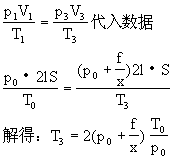 p₁V₁/T₁ = p₃V₃/T₃ 代入数据
p₀·2lS/T₀ = (p₀+f/x)2l·S/T₃
解得：T₃=2(p₀+f/x)T₀/p₀